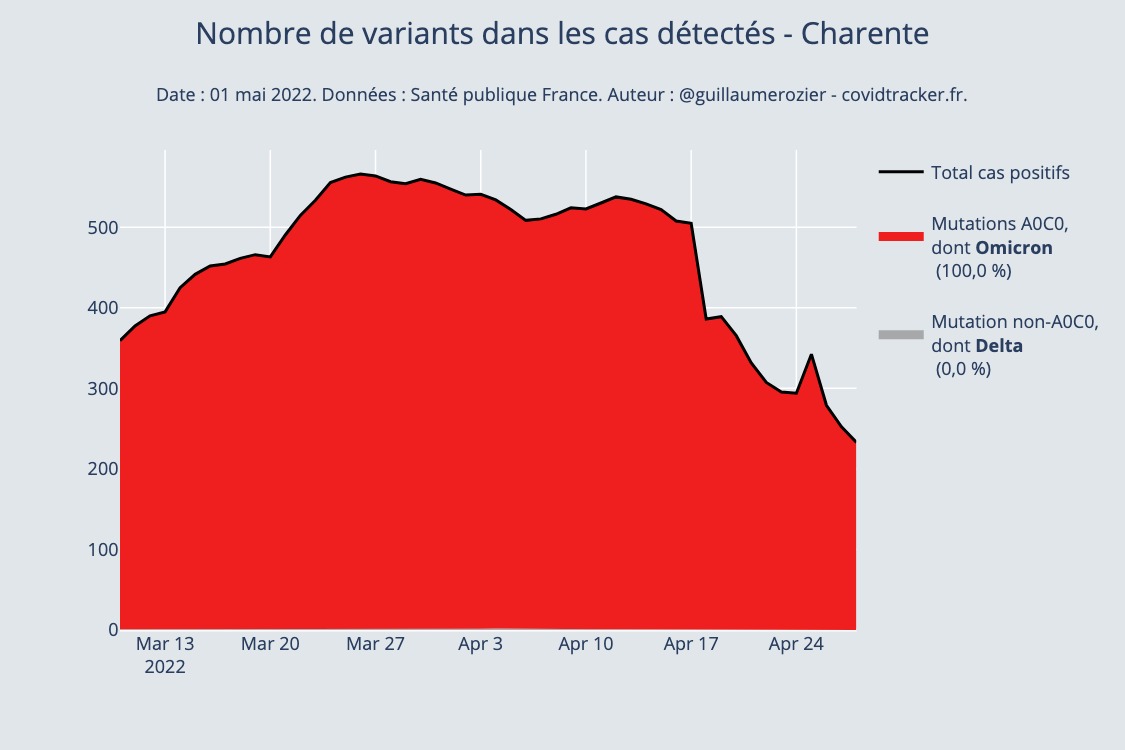 Nombre de variants dans les cas détectés - Charente
Date : 01 mai 2022. Données : Santé publique France. Auteur : @guillaumerozier - covidtracker.fr.
Total cas positifs
Mutations A0C0,
dont Omicron
(100,0 %)
Mutation non-A0C0,
dont Delta
(0,0 %)
500
400
300
200
100
0
Mar 13
2022
Mar 20
Mar 27
Apr 3
Apr 10
Apr 17
Apr 24